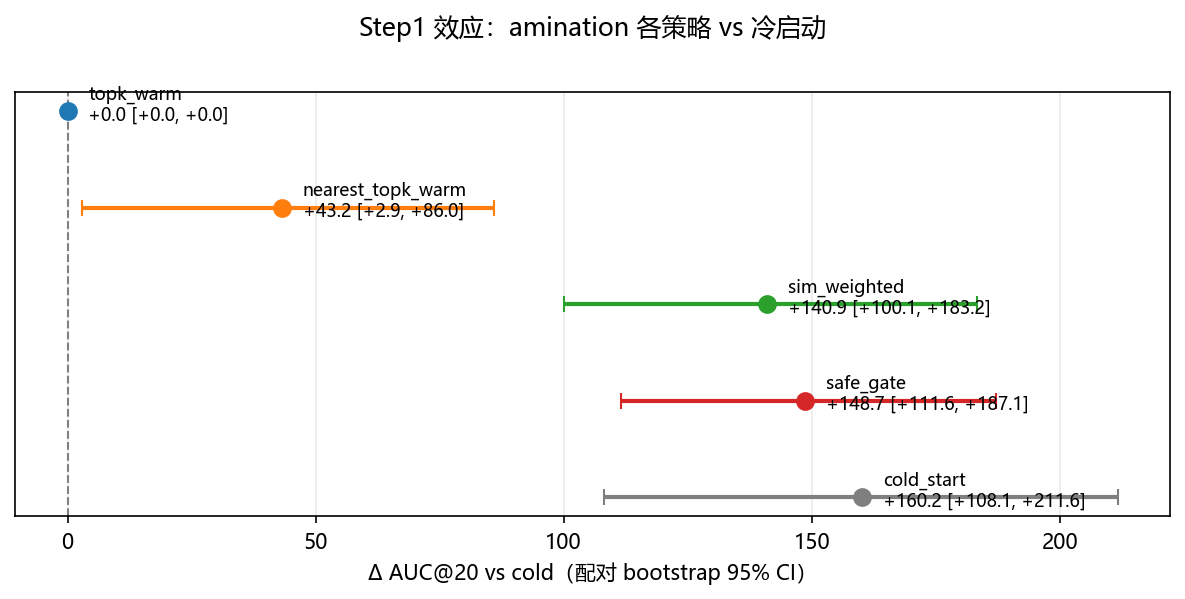 Step1 效应：amination 各策略 vs 冷启动
topk_warm
+0.0 [+0.0, +0.0]
nearest_topk_warm
+43.2 [+2.9, +86.0]
sim_weighted
+140.9 [+100.1, +183.2]
safe_gate
+148.7 [+111.6, +187.1]
cold_start
+160.2 [+108.1, +211.6]
0 50 100 150 200
Δ AUC@20 vs cold（配对 bootstrap 95% CI）